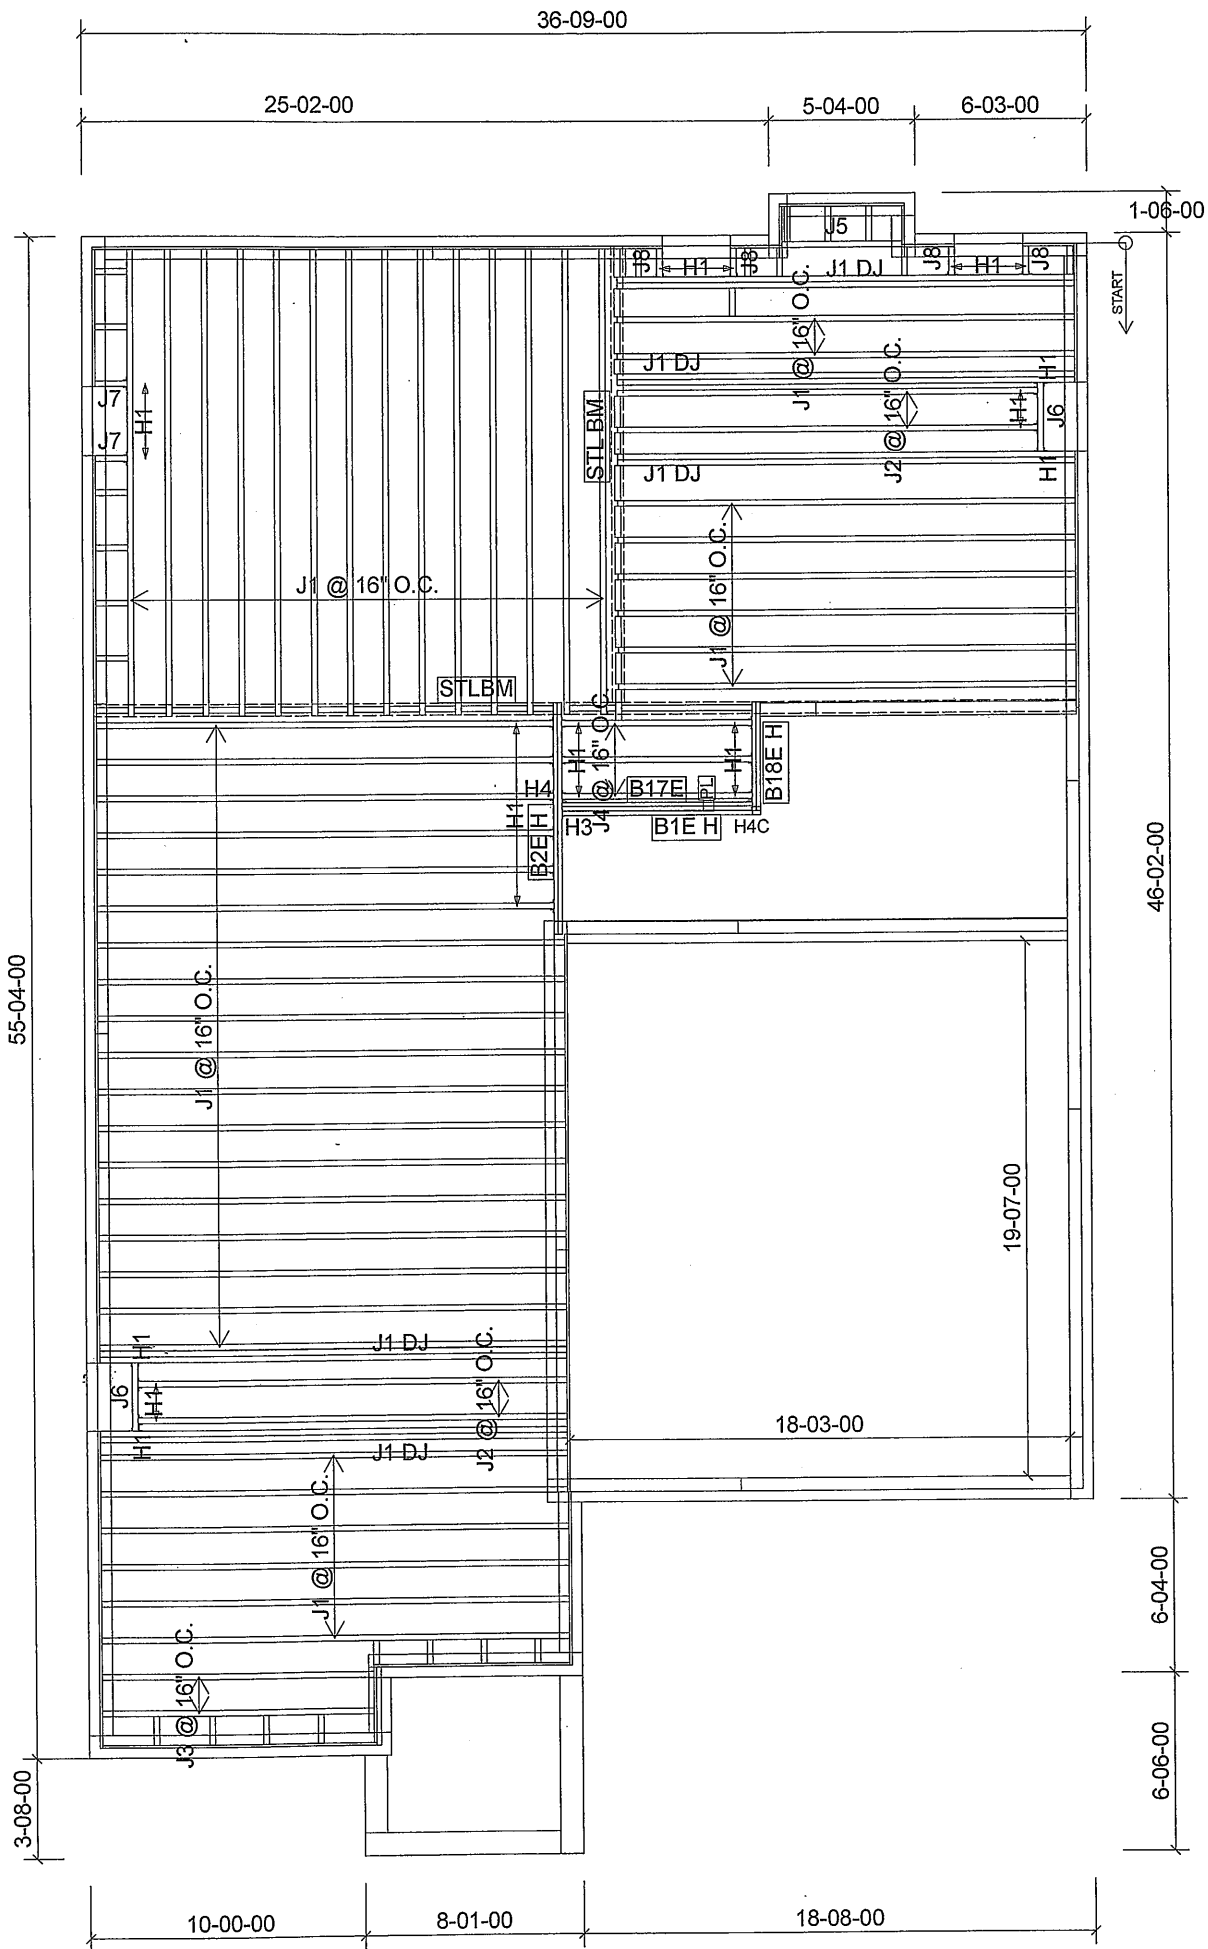 36-09-00
25-02-00
5-04-00
6-03-00
1-06-00
START
J5
J8
H1
J8
J1 DJ
J8
H1
J8
J1 @ 16" O.C.
J1 DJ
J2 @ 16" O.C.
H1
J7
J7
H1
STL BM
H1
J6
J1 DJ
H1
J1 @ 16" O.C.
J1 @ 16" O.C.
STLBM
H1
J4 @ 16" O.C
H1
B18E H
H4
B17E
PL
H1
B2E H
H3
B1E H
H4C
46-02-00
55-04-00
J1 @ 16" O.C.
19-07-00
H1
J1 DJ
J6
H1
J2 @ 16" O.C.
H1
J1 DJ
18-03-00
J1 @ 16" O.C.
6-04-00
J3 @ 16" O.C.
3-08-00
6-06-00
10-00-00
8-01-00
18-08-00